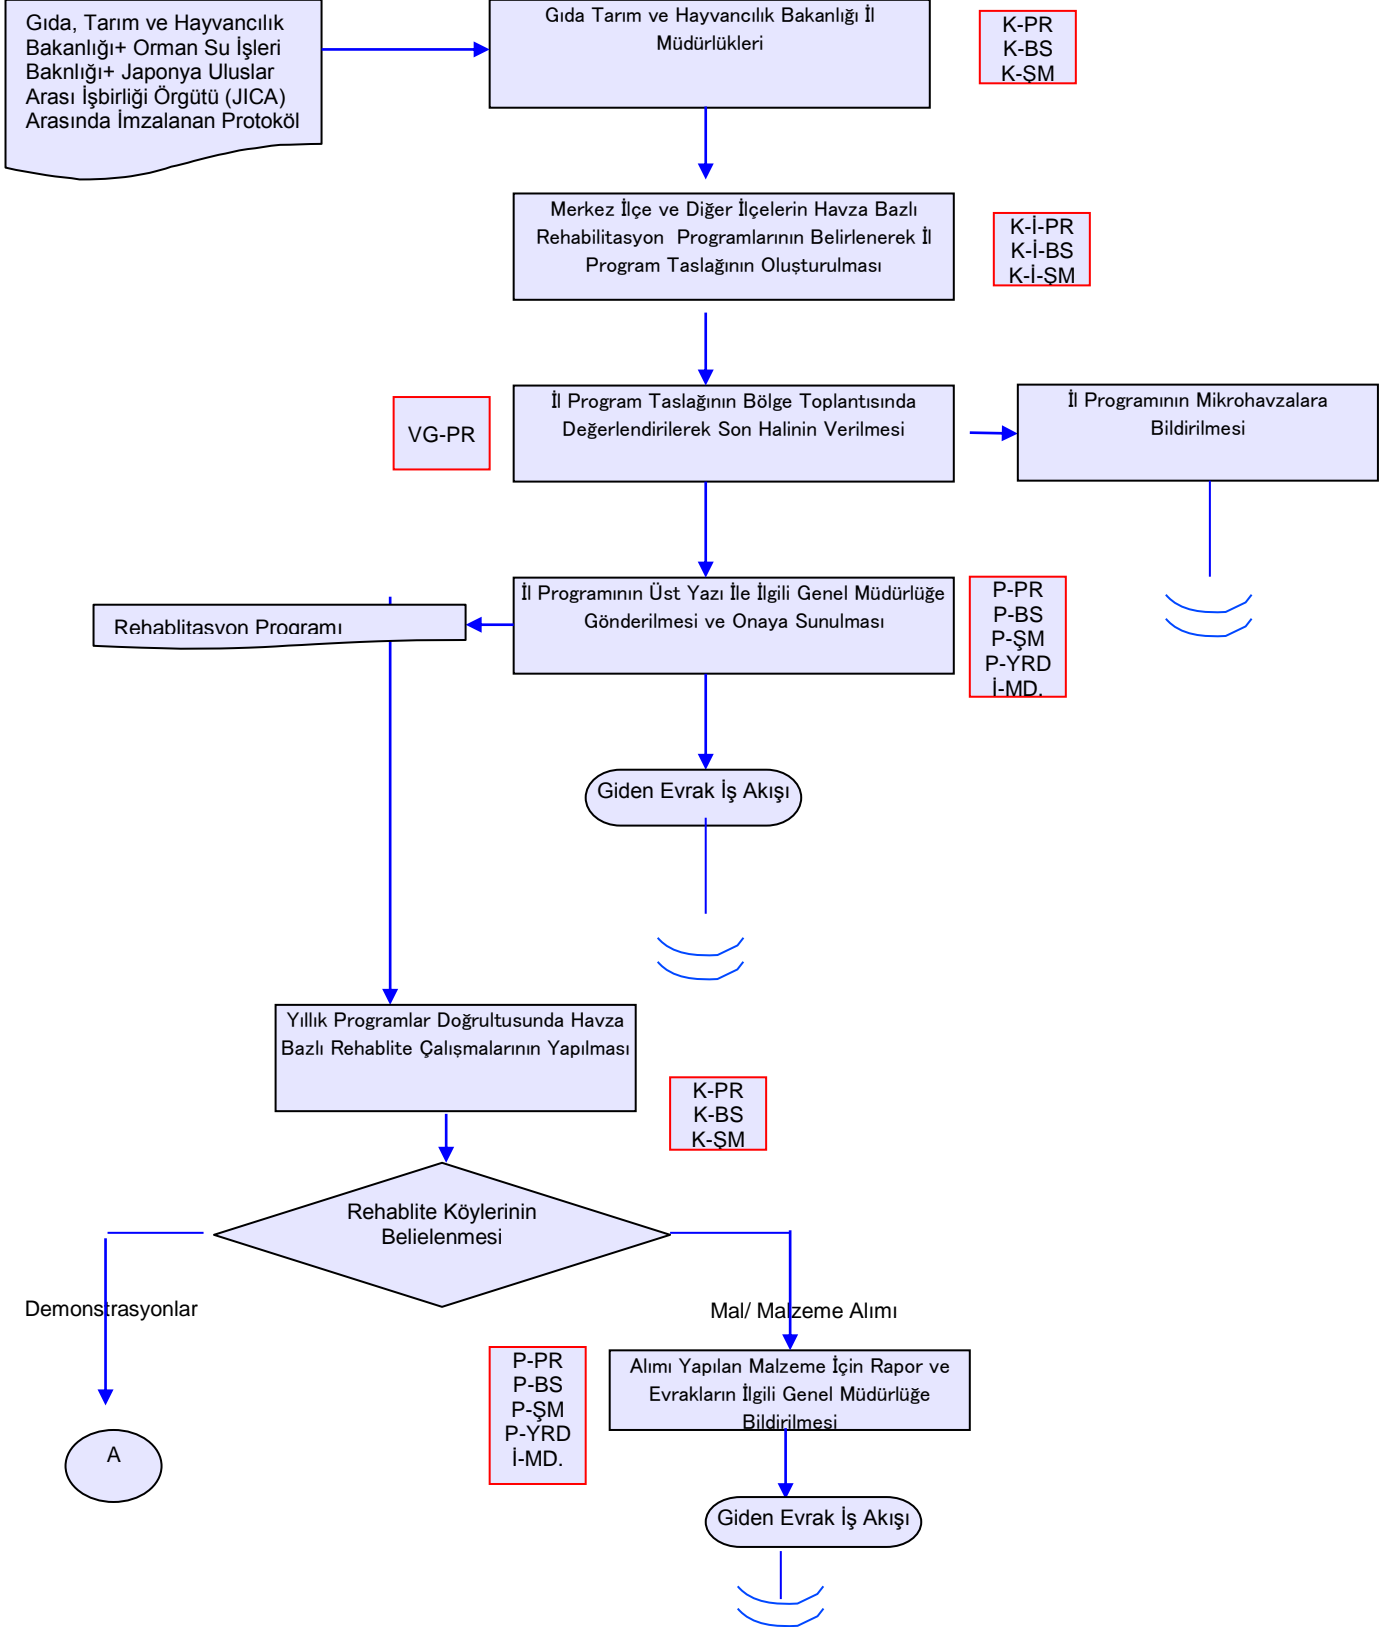 Gıda, Tarım ve Hayvancılık
Bakanlığı+ Orman Su İşleri
Baknlığı+ Japonya Uluslar
Arası İşbirliği Örgütü (JICA)
Arasında İmzalanan Protoköl
Gıda Tarım ve Hayvancılık Bakanlığı İl
Müdürlükleri
K-PR
K-BS
K-ŞM
Merkez İlçe ve Diğer İlçelerin Havza Bazlı
Rehabilitasyon Programlarının Belirlenerek İl
Program Taslağının Oluşturulması
K-İ-PR
K-İ-BS
K-İ-ŞM
VG-PR
İl Program Taslağının Bölge Toplantısında
Değerlendirilerek Son Halinin Verilmesi
İl Programının Mikrohavzalara
Bildirilmesi
Rehablitasyon Programı
İl Programının Üst Yazı İle İlgili Genel Müdürlüğe
Gönderilmesi ve Onaya Sunulması
P-PR
P-BS
P-ŞM
P-YRD
İ-MD.
Giden Evrak İş Akışı
Yıllık Programlar Doğrultusunda Havza
Bazlı Rehablite Çalışmalarının Yapılması
K-PR
K-BS
K-ŞM
Rehablite Köylerinin
Belielenmesi
Demonstrasyonlar
Mal/ Malzeme Alımı
A
P-PR
P-BS
P-ŞM
P-YRD
İ-MD.
Alımı Yapılan Malzeme İçin Rapor ve
Evrakların İlgili Genel Müdürlüğe
Bildirilmesi
Giden Evrak İş Akışı